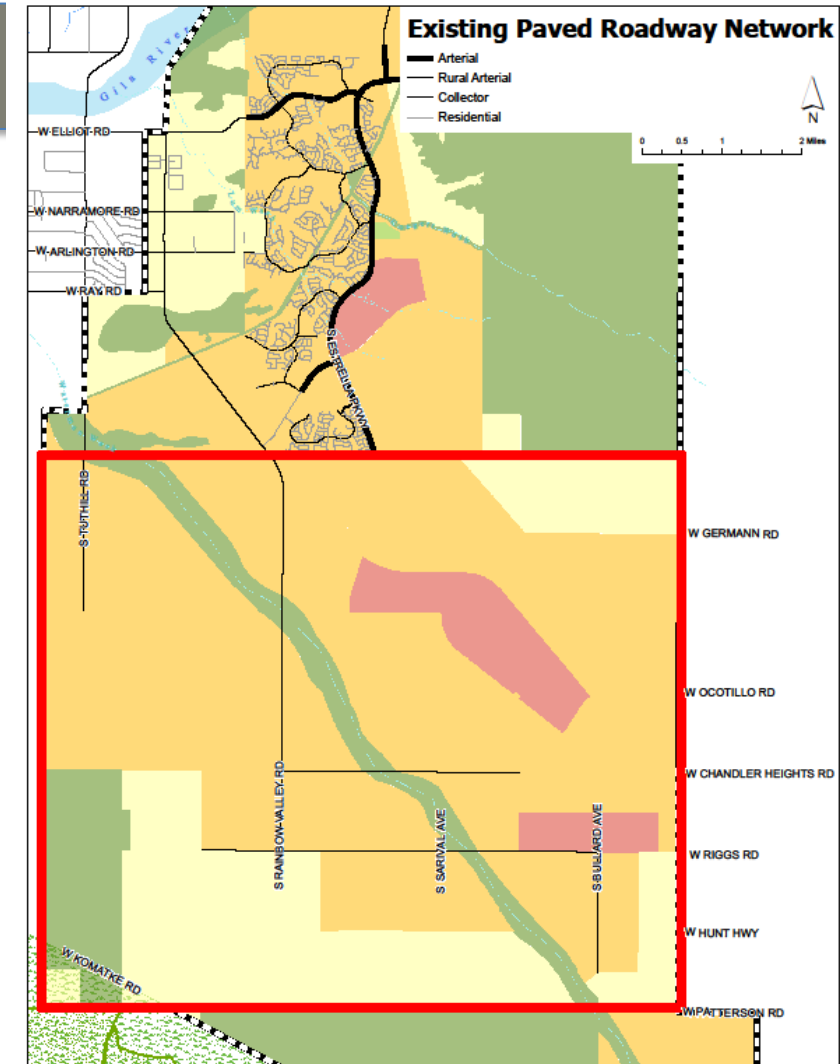 Existing Paved Roadway Network
Arterial
Rural Arterial
Collector
Residential
N
0 0.5 1 2 Miles
Gila River
W ELLIOT RD
W NARRAMORE RD
W ARLINGTON RD
W RAY RD
S ESTRELLA PKWY
S TUTHILL RD
W GERMANN RD
W OCOTILLO RD
W CHANDLER HEIGHTS RD
S RAINBOW VALLEY RD
S SARIVAL AVE
S BULLARD AVE
W RIGGS RD
W HUNT HWY
W KOMATKE RD
W PATTERSON RD